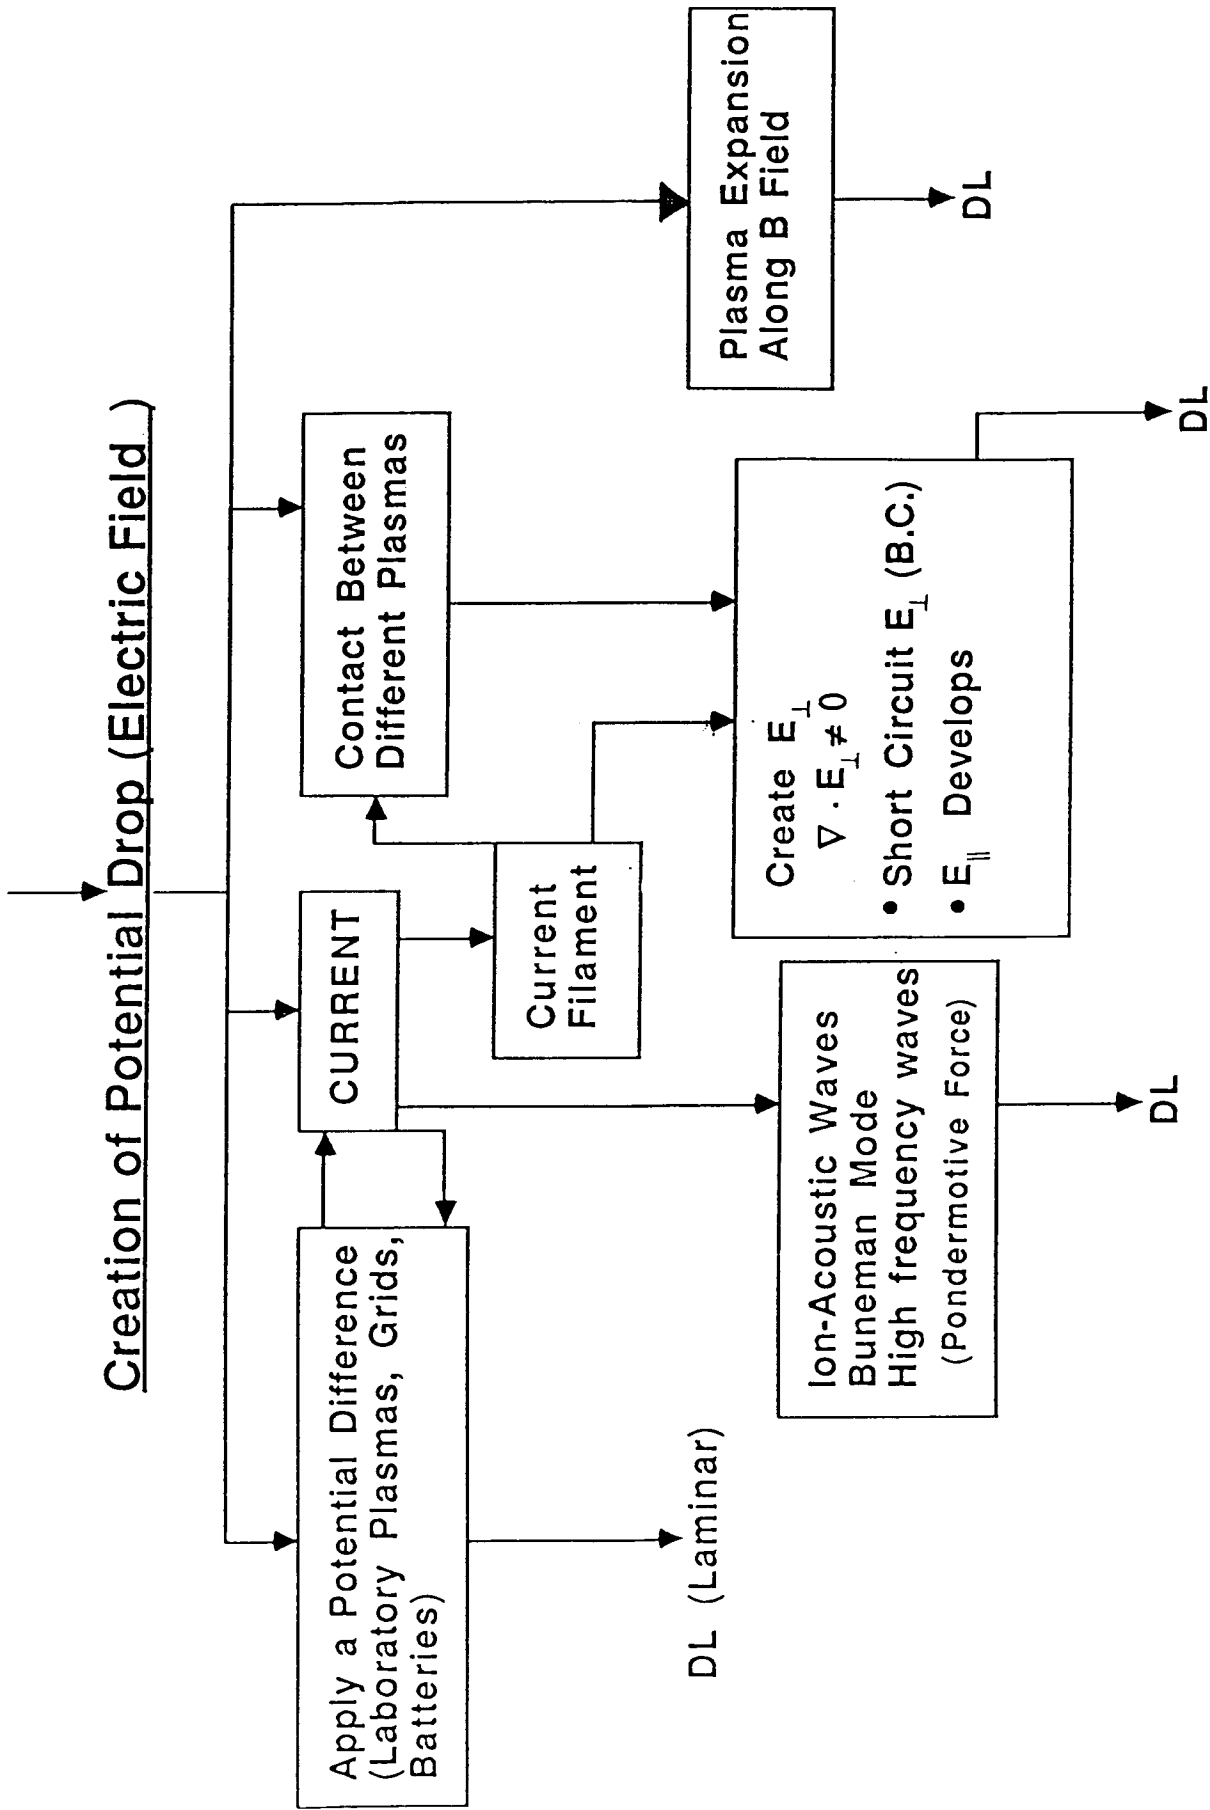 Creation of Potential Drop (Electric Field )
Apply a Potential Difference
(Laboratory Plasmas, Grids,
Batteries)
DL (Laminar)
CURRENT
Current
Filament
Ion-Acoustic Waves
Buneman Mode
High frequency waves
(Pondermotive Force)
DL
Contact Between
Different Plasmas
Create E⊥
∇ · E⊥ ≠ 0
• Short Circuit E⊥ (B.C.)
• E∥ Develops
DL
Plasma Expansion
Along B Field
DL